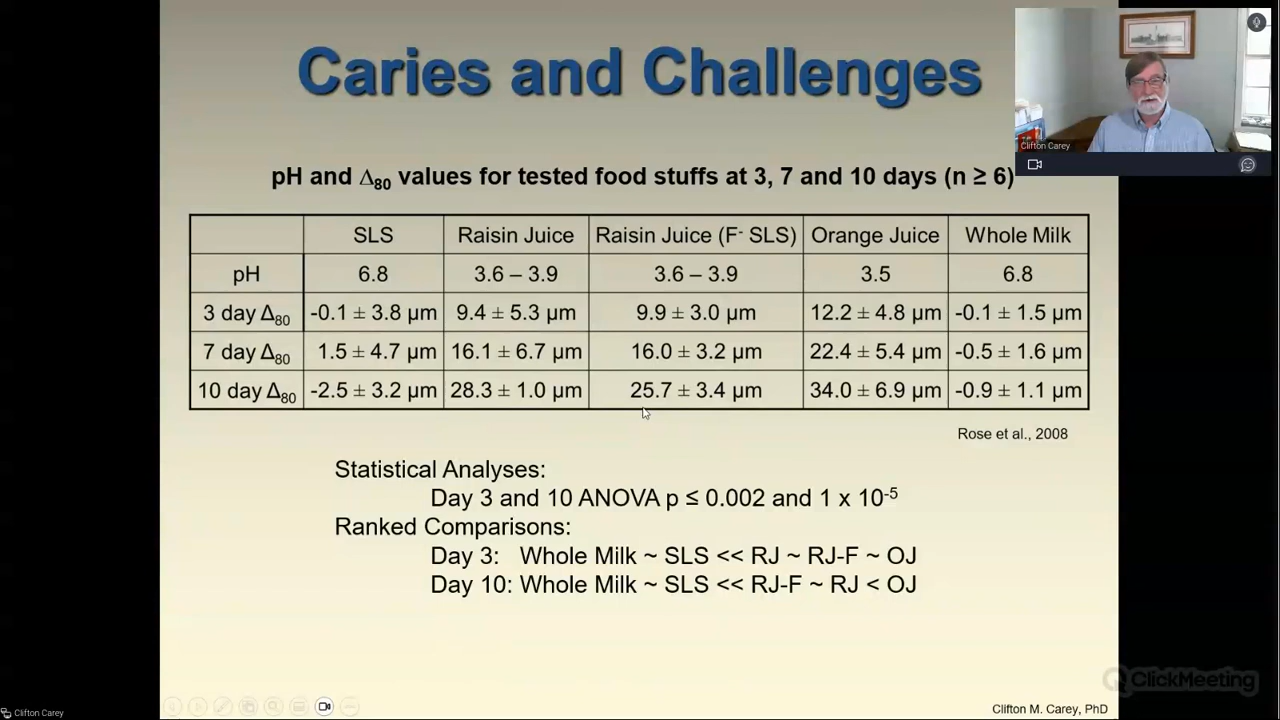 Caries and Challenges
Clifton Carey
pH and Δ80 values for tested food stuffs at 3, 7 and 10 days (n ≥ 6)
SLS Raisin Juice Raisin Juice (F- SLS) Orange Juice Whole Milk
pH 6.8 3.6 – 3.9 3.6 – 3.9 3.5 6.8
3 day Δ80 -0.1 ± 3.8 µm 9.4 ± 5.3 µm 9.9 ± 3.0 µm 12.2 ± 4.8 µm -0.1 ± 1.5 µm
7 day Δ80 1.5 ± 4.7 µm 16.1 ± 6.7 µm 16.0 ± 3.2 µm 22.4 ± 5.4 µm -0.5 ± 1.6 µm
10 day Δ80 -2.5 ± 3.2 µm 28.3 ± 1.0 µm 25.7 ± 3.4 µm 34.0 ± 6.9 µm -0.9 ± 1.1 µm
Rose et al., 2008
Statistical Analyses:
Day 3 and 10 ANOVA p ≤ 0.002 and 1 x 10-5
Ranked Comparisons:
Day 3: Whole Milk ~ SLS << RJ ~ RJ-F ~ OJ
Day 10: Whole Milk ~ SLS << RJ-F ~ RJ < OJ
ClickMeeting
Clifton M. Carey, PhD
Clifton Carey